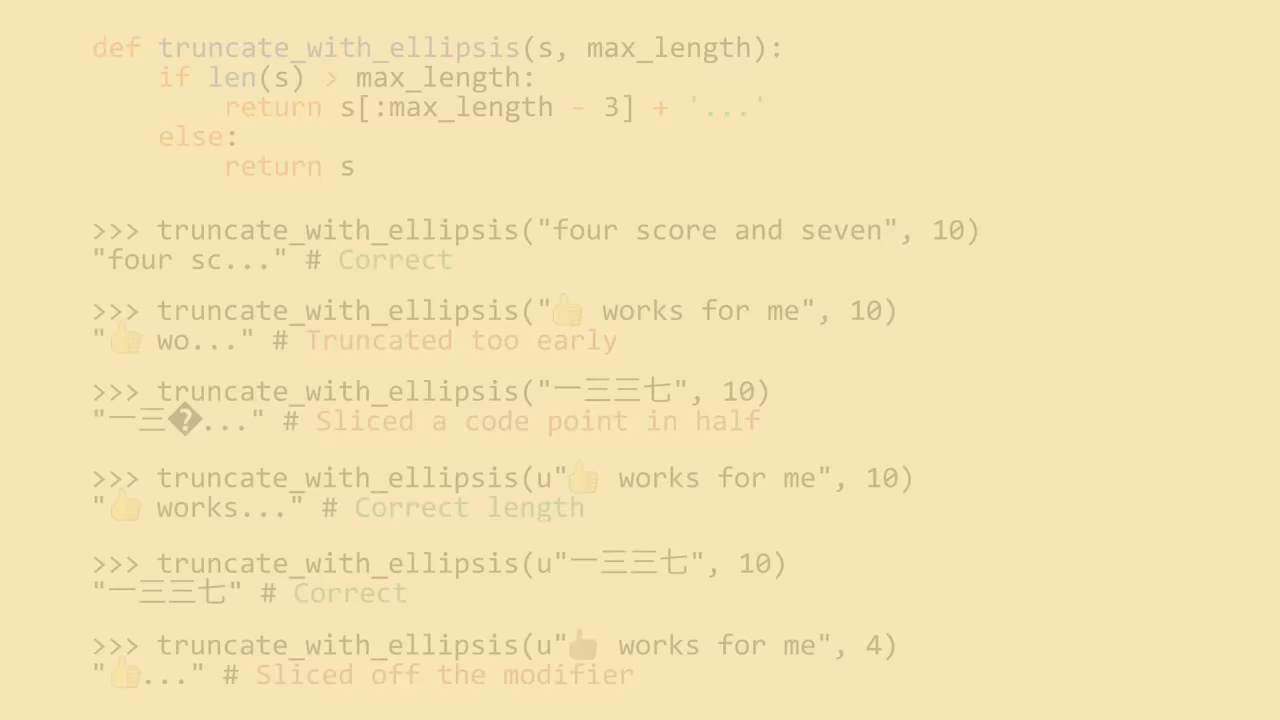 def truncate_with_ellipsis(s, max_length):
    if len(s) > max_length:
        return s[:max_length - 3] + '...'
    else:
        return s
>>> truncate_with_ellipsis("four score and seven", 10)
"four sc..." # Correct
>>> truncate_with_ellipsis("👍 works for me", 10)
"👍 wo..." # Truncated too early
>>> truncate_with_ellipsis("一三三七", 10)
"一三�..." # Sliced a code point in half
>>> truncate_with_ellipsis(u"👍 works for me", 10)
"👍 works..." # Correct length
>>> truncate_with_ellipsis(u"一三三七", 10)
"一三三七" # Correct
>>> truncate_with_ellipsis(u"👍🏽 works for me", 4)
"👍..." # Sliced off the modifier